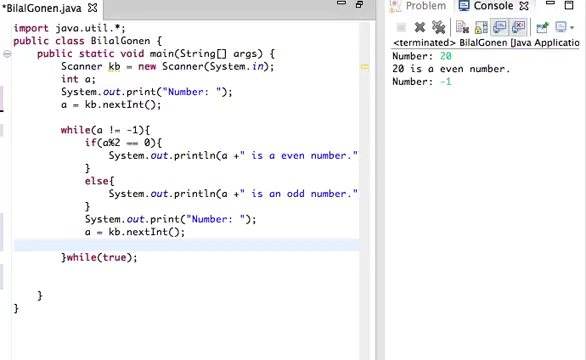 *BilalGonen.java
import java.util.*;
public class BilalGonen {
public static void main(String[] args) {
Scanner kb = new Scanner(System.in);
int a;
System.out.print("Number: ");
a = kb.nextInt();
while(a != -1){
if(a%2 == 0){
System.out.println(a +" is a even number."
}
else{
System.out.println(a +" is an odd number."
}
System.out.print("Number: ");
a = kb.nextInt();
}while(true);
}
}
Problem
Console
<terminated> BilalGonen [Java Applicatio
Number: 20
20 is a even number.
Number: -1